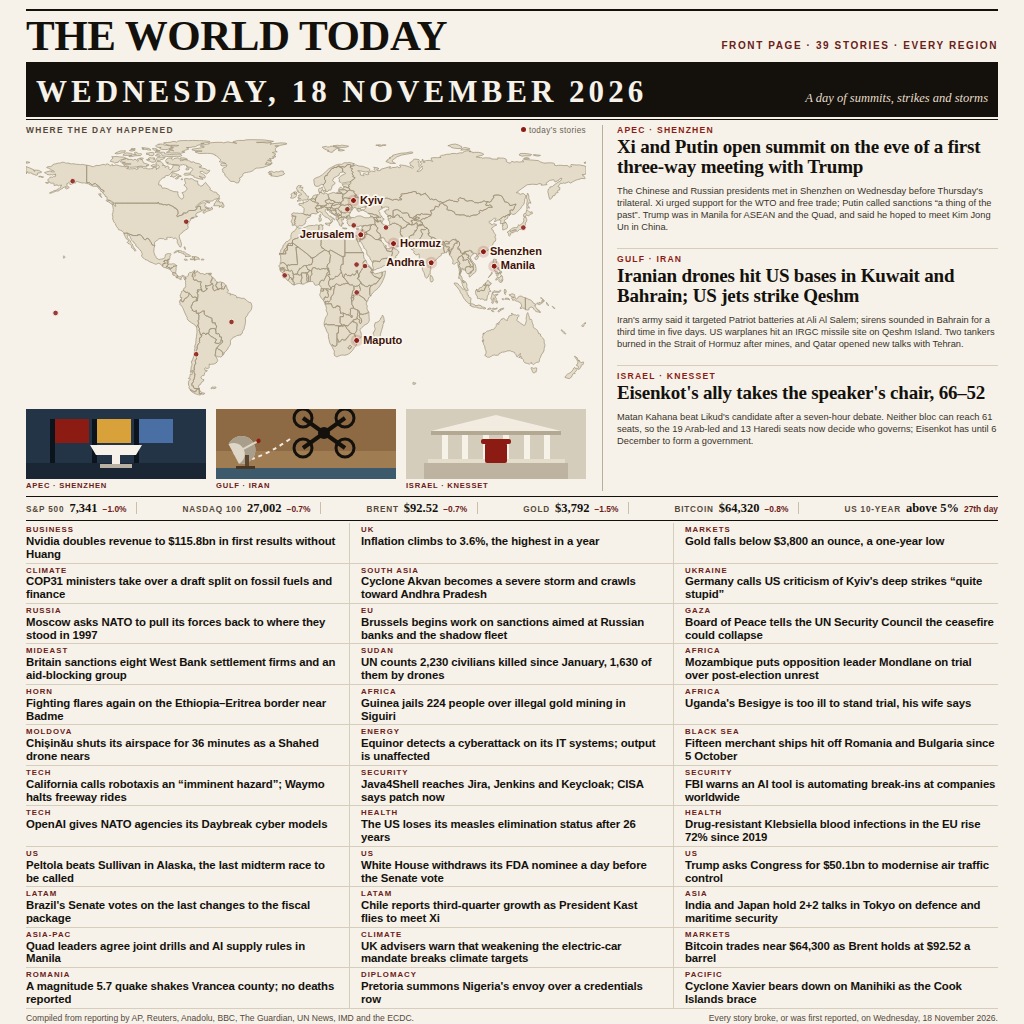 THE WORLD TODAY
FRONT PAGE · 39 STORIES · EVERY REGION
WEDNESDAY, 18 NOVEMBER 2026
A day of summits, strikes and storms
WHERE THE DAY HAPPENED
today's stories
Kyiv
Jerusalem
Hormuz
Andhra
Shenzhen
Manila
Maputo
APEC · SHENZHEN
GULF · IRAN
ISRAEL · KNESSET
APEC · SHENZHEN
Xi and Putin open summit on the eve of a first
three-way meeting with Trump
The Chinese and Russian presidents met in Shenzhen on Wednesday before Thursday's
trilateral. Xi urged support for the WTO and free trade; Putin called sanctions “a thing of the
past”. Trump was in Manila for ASEAN and the Quad, and said he hoped to meet Kim Jong
Un in China.
GULF · IRAN
Iranian drones hit US bases in Kuwait and
Bahrain; US jets strike Qeshm
Iran's army said it targeted Patriot batteries at Ali Al Salem; sirens sounded in Bahrain for a
third time in five days. US warplanes hit an IRGC missile site on Qeshm Island. Two tankers
burned in the Strait of Hormuz after mines, and Qatar opened new talks with Tehran.
ISRAEL · KNESSET
Eisenkot's ally takes the speaker's chair, 66–52
Matan Kahana beat Likud's candidate after a seven-hour debate. Neither bloc can reach 61
seats, so the 19 Arab-led and 13 Haredi seats now decide who governs; Eisenkot has until 6
December to form a government.
S&P 500 7,341 −1.0%
NASDAQ 100 27,002 −0.7%
BRENT $92.52 −0.7%
GOLD $3,792 −1.5%
BITCOIN $64,320 −0.8%
US 10-YEAR above 5% 27th day
BUSINESS
Nvidia doubles revenue to $115.8bn in first results without
Huang
UK
Inflation climbs to 3.6%, the highest in a year
MARKETS
Gold falls below $3,800 an ounce, a one-year low
CLIMATE
COP31 ministers take over a draft split on fossil fuels and
finance
SOUTH ASIA
Cyclone Akvan becomes a severe storm and crawls
toward Andhra Pradesh
UKRAINE
Germany calls US criticism of Kyiv's deep strikes “quite
stupid”
RUSSIA
Moscow asks NATO to pull its forces back to where they
stood in 1997
EU
Brussels begins work on sanctions aimed at Russian
banks and the shadow fleet
GAZA
Board of Peace tells the UN Security Council the ceasefire
could collapse
MIDEAST
Britain sanctions eight West Bank settlement firms and an
aid-blocking group
SUDAN
UN counts 2,230 civilians killed since January, 1,630 of
them by drones
AFRICA
Mozambique puts opposition leader Mondlane on trial
over post-election unrest
HORN
Fighting flares again on the Ethiopia–Eritrea border near
Badme
AFRICA
Guinea jails 224 people over illegal gold mining in
Siguiri
AFRICA
Uganda's Besigye is too ill to stand trial, his wife says
MOLDOVA
Chișinău shuts its airspace for 36 minutes as a Shahed
drone nears
ENERGY
Equinor detects a cyberattack on its IT systems; output
is unaffected
BLACK SEA
Fifteen merchant ships hit off Romania and Bulgaria since
5 October
TECH
California calls robotaxis an “imminent hazard”; Waymo
halts freeway rides
SECURITY
Java4Shell reaches Jira, Jenkins and Keycloak; CISA
says patch now
SECURITY
FBI warns an AI tool is automating break-ins at companies
worldwide
TECH
OpenAI gives NATO agencies its Daybreak cyber models
HEALTH
The US loses its measles elimination status after 26
years
HEALTH
Drug-resistant Klebsiella blood infections in the EU rise
72% since 2019
US
Peltola beats Sullivan in Alaska, the last midterm race to
be called
US
White House withdraws its FDA nominee a day before
the Senate vote
US
Trump asks Congress for $50.1bn to modernise air traffic
control
LATAM
Brazil's Senate votes on the last changes to the fiscal
package
LATAM
Chile reports third-quarter growth as President Kast
flies to meet Xi
ASIA
India and Japan hold 2+2 talks in Tokyo on defence and
maritime security
ASIA-PAC
Quad leaders agree joint drills and AI supply rules in
Manila
CLIMATE
UK advisers warn that weakening the electric-car
mandate breaks climate targets
MARKETS
Bitcoin trades near $64,300 as Brent holds at $92.52 a
barrel
ROMANIA
A magnitude 5.7 quake shakes Vrancea county; no deaths
reported
DIPLOMACY
Pretoria summons Nigeria's envoy over a credentials
row
PACIFIC
Cyclone Xavier bears down on Manihiki as the Cook
Islands brace
Compiled from reporting by AP, Reuters, Anadolu, BBC, The Guardian, UN News, IMD and the ECDC.
Every story broke, or was first reported, on Wednesday, 18 November 2026.